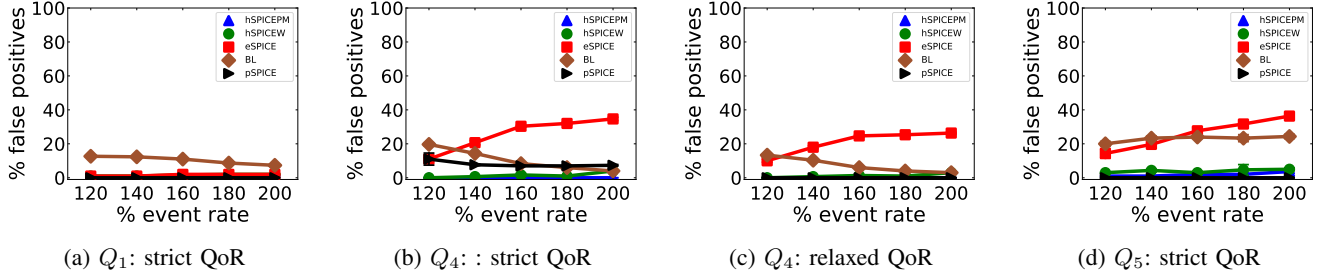 % false positives
100
80
60
40
20
0
hSPICEPM
hSPICEW
eSPICE
BL
pSPICE
120 140 160 180 200
% event rate
(a) Q1: strict QoR
% false positives
100
80
60
40
20
0
hSPICEPM
hSPICEW
eSPICE
BL
pSPICE
120 140 160 180 200
% event rate
(b) Q4: : strict QoR
% false positives
100
80
60
40
20
0
hSPICEPM
hSPICEW
eSPICE
BL
pSPICE
120 140 160 180 200
% event rate
(c) Q4: relaxed QoR
% false positives
100
80
60
40
20
0
hSPICEPM
hSPICEW
eSPICE
BL
pSPICE
120 140 160 180 200
% event rate
(d) Q5: strict QoR